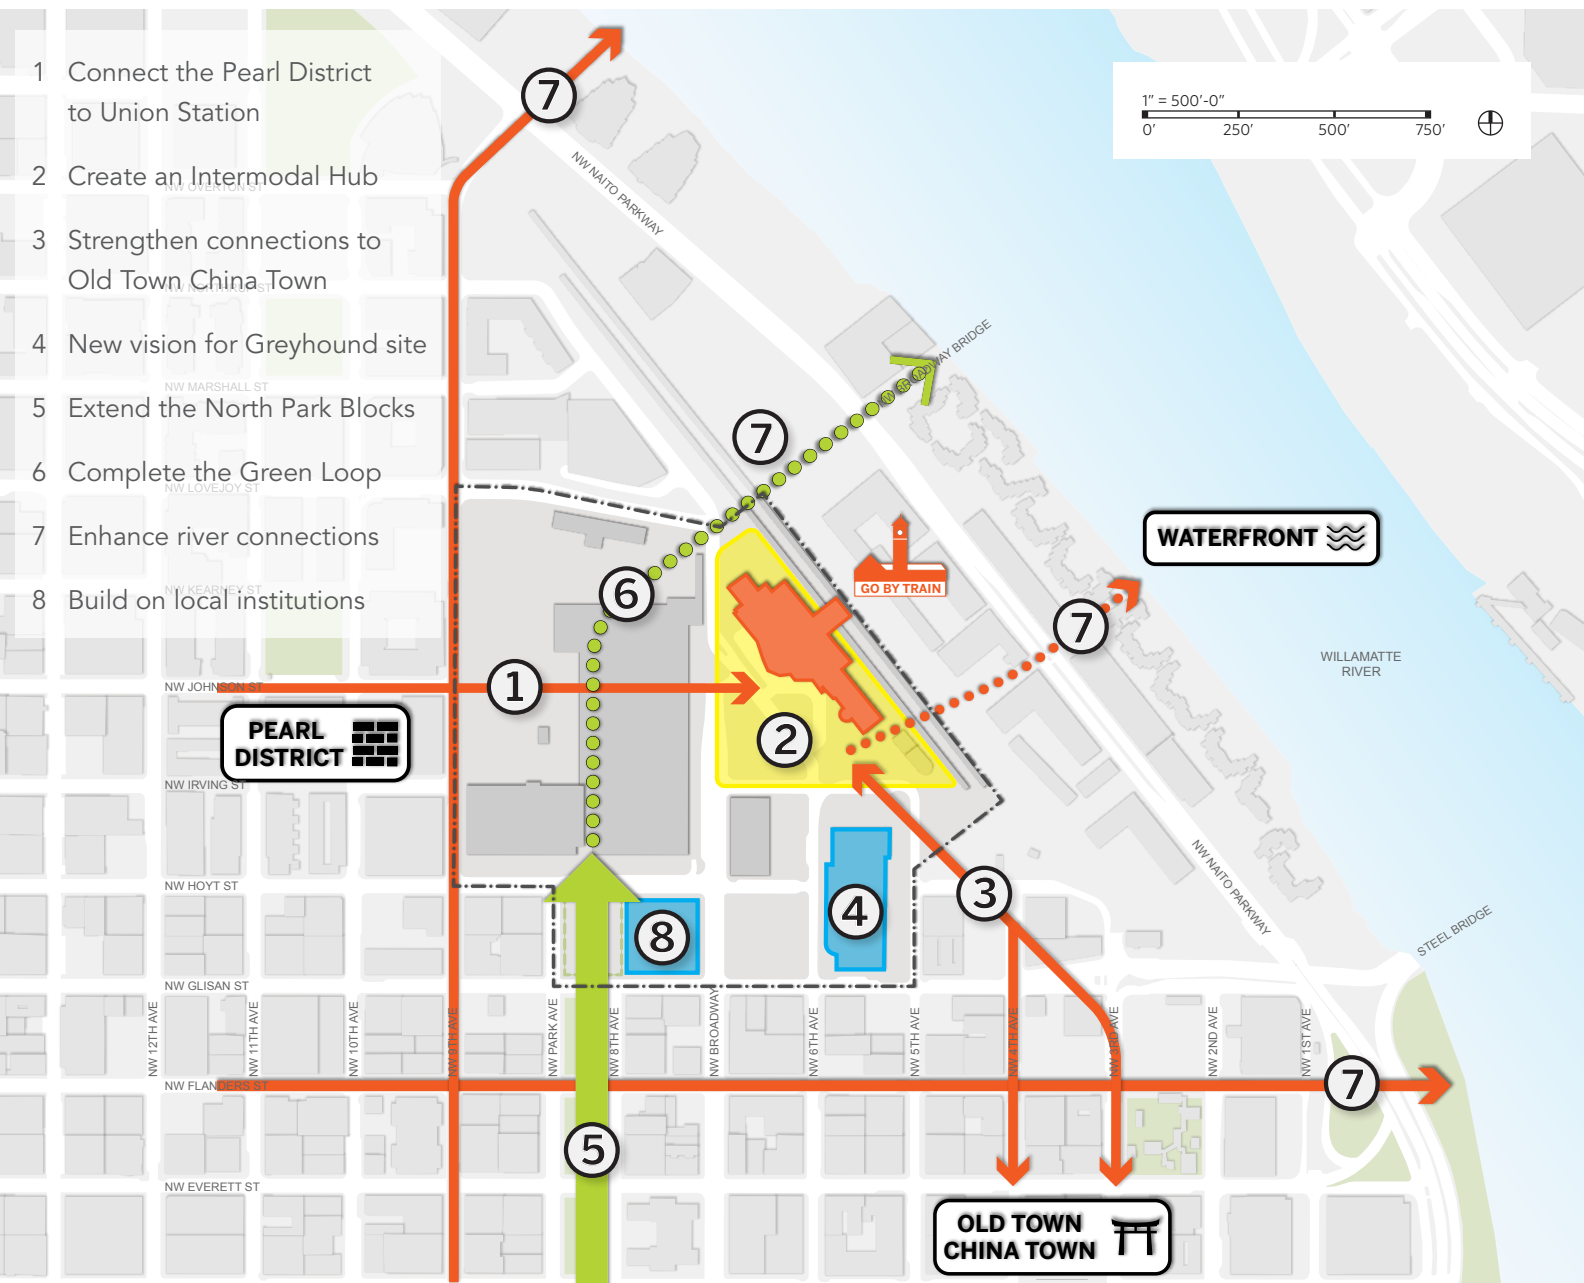 1 Connect the Pearl District
to Union Station
2 Create an Intermodal Hub
3 Strengthen connections to
Old Town China Town
4 New vision for Greyhound site
5 Extend the North Park Blocks
6 Complete the Green Loop
7 Enhance river connections
8 Build on local institutions
1" = 500'-0"
0' 250' 500' 750'
NW OVERTON ST
NW NORTHRUP ST
NW MARSHALL ST
NW LOVEJOY ST
NW KEARNEY ST
NW JOHNSON ST
NW IRVING ST
NW HOYT ST
NW GLISAN ST
NW FLANDERS ST
NW EVERETT ST
NW 12TH AVE
NW 11TH AVE
NW 10TH AVE
NW 9TH AVE
NW PARK AVE
NW 8TH AVE
NW BROADWAY
NW 6TH AVE
NW 5TH AVE
NW 4TH AVE
NW 3RD AVE
NW 2ND AVE
NW 1ST AVE
NW NAITO PARKWAY
NW NAITO PARKWAY
NW BROADWAY BRIDGE
STEEL BRIDGE
WILLAMATTE
RIVER
WATERFRONT
GO BY TRAIN
PEARL
DISTRICT
OLD TOWN
CHINA TOWN
7
7
6
7
1
2
3
4
8
7
5